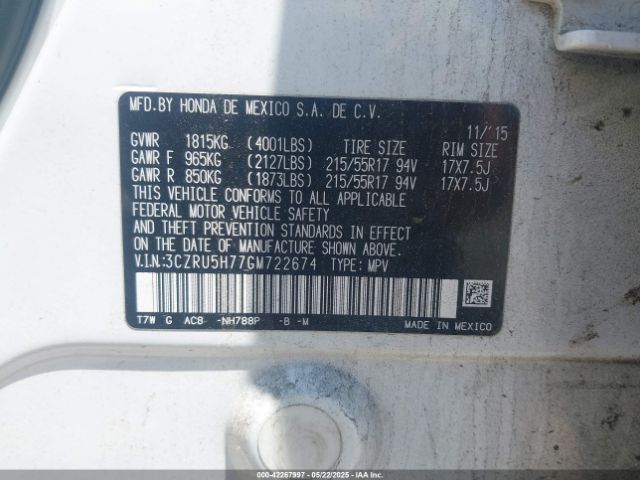 MFD. BY HONDA DE MEXICO S.A. DE C.V.
11/'15
GVWR 1815KG (4001LBS) TIRE SIZE RIM SIZE
GAWR F 965KG (2127LBS) 215/55R17 94V 17X7.5J
GAWR R 850KG (1873LBS) 215/55R17 94V 17X7.5J
THIS VEHICLE CONFORMS TO ALL APPLICABLE
FEDERAL MOTOR VEHICLE SAFETY
AND THEFT PREVENTION STANDARDS IN EFFECT
ON THE DATE OF MANUFACTURE SHOWN ABOVE.
V.I.N.:3CZRU5H77GM722674 TYPE: MPV
T7W G AC8- -NH788P -B -M
MADE IN MEXICO
000-42267997 - 05/22/2025 - IAA Inc.